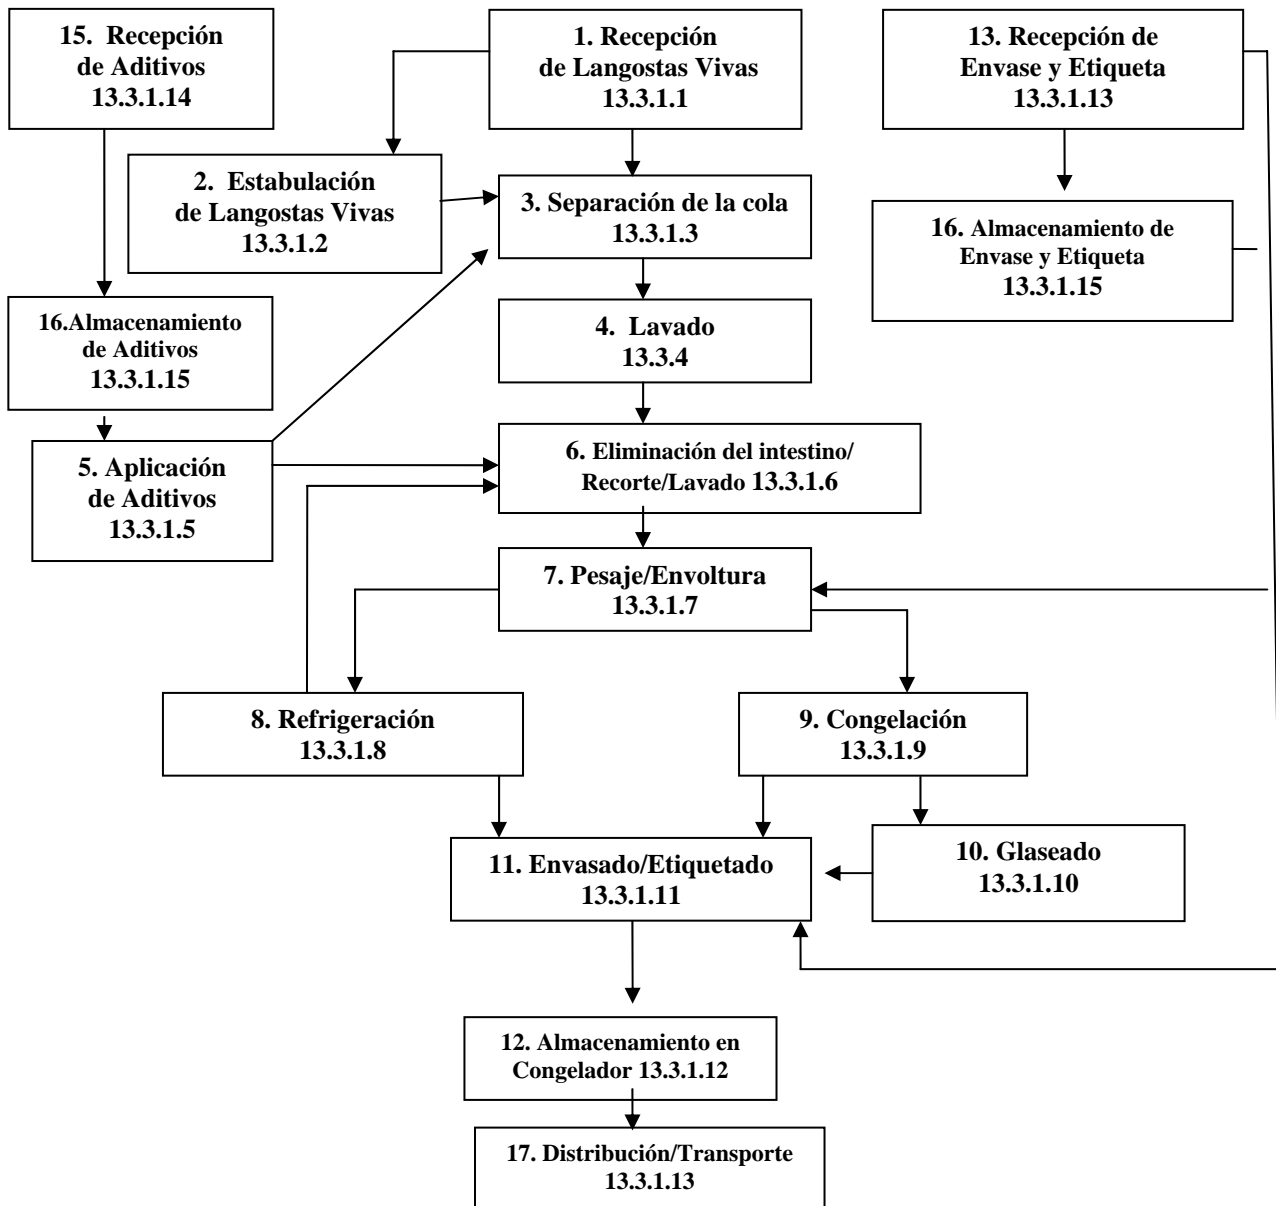 15. Recepción
de Aditivos
13.3.1.14
1. Recepción
de Langostas Vivas
13.3.1.1
13. Recepción de
Envase y Etiqueta
13.3.1.13
2. Estabulación
de Langostas Vivas
13.3.1.2
3. Separación de la cola
13.3.1.3
16. Almacenamiento de
Envase y Etiqueta
13.3.1.15
16.Almacenamiento
de Aditivos
13.3.1.15
4. Lavado
13.3.4
5. Aplicación
de Aditivos
13.3.1.5
6. Eliminación del intestino/
Recorte/Lavado 13.3.1.6
7. Pesaje/Envoltura
13.3.1.7
8. Refrigeración
13.3.1.8
9. Congelación
13.3.1.9
11. Envasado/Etiquetado
13.3.1.11
10. Glaseado
13.3.1.10
12. Almacenamiento en
Congelador 13.3.1.12
17. Distribución/Transporte
13.3.1.13